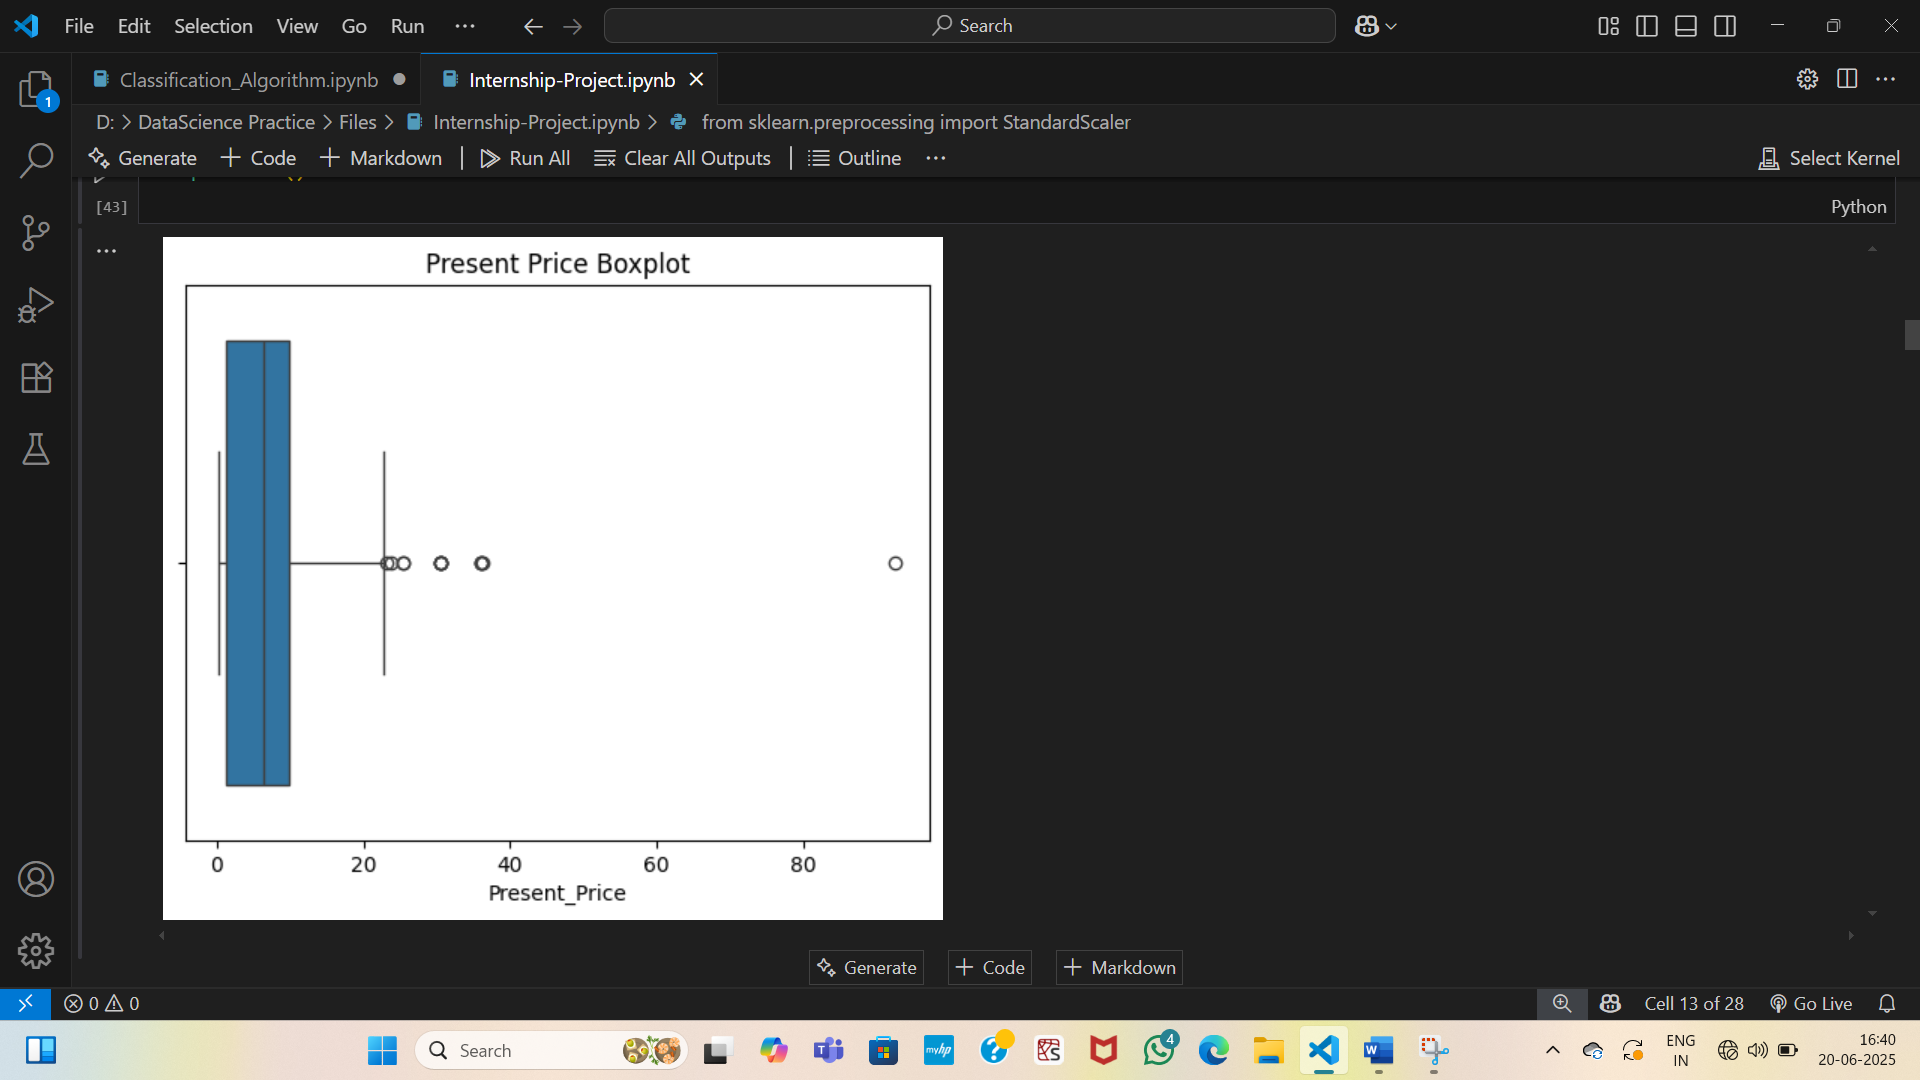 File Edit Selection View Go Run ··· Search
Classification_Algorithm.ipynb Internship-Project.ipynb
1
D: > DataScience Practice > Files > Internship-Project.ipynb > from sklearn.preprocessing import StandardScaler
Generate + Code + Markdown | Run All Clear All Outputs | Outline ··· Select Kernel
[43] Python
Present Price Boxplot
0 20 40 60 80
Present_Price
Generate + Code + Markdown
0 0 Cell 13 of 28 Go Live
Search myhp 4 ENG 16:40
IN 20-06-2025